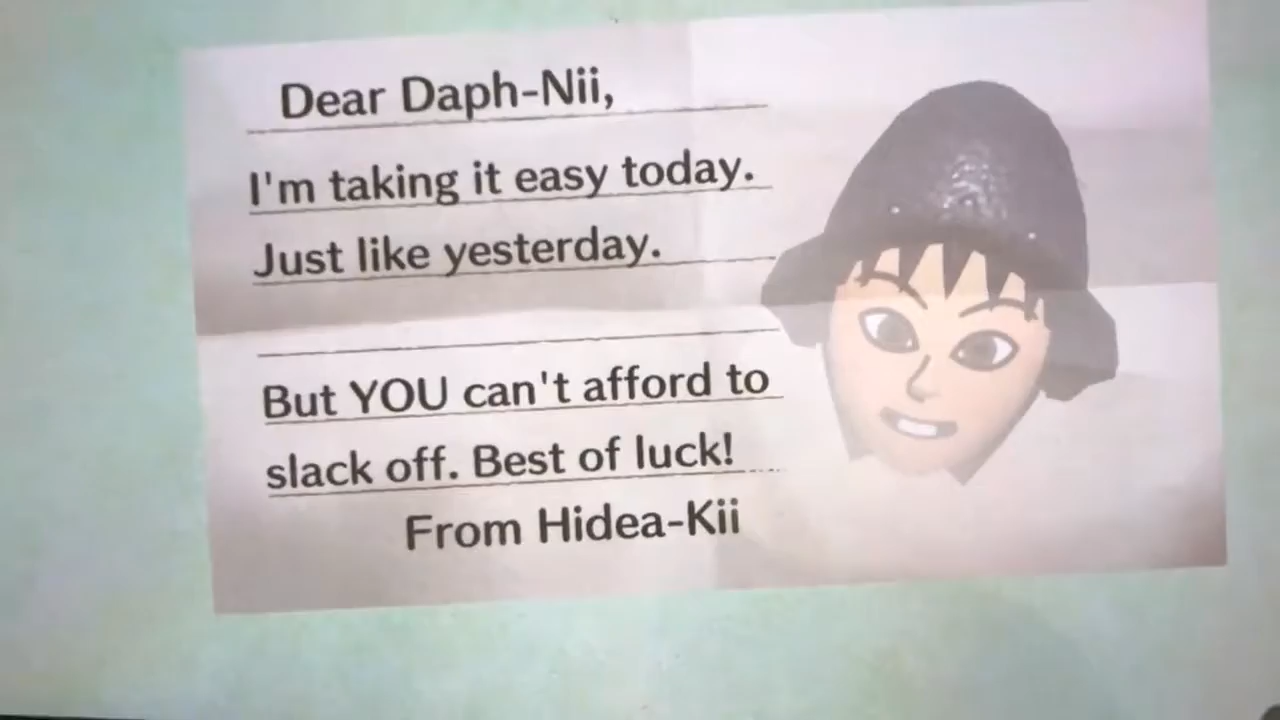 Dear Daph-Nii,
I'm taking it easy today.
Just like yesterday.
But YOU can't afford to
slack off. Best of luck!
From Hidea-Kii